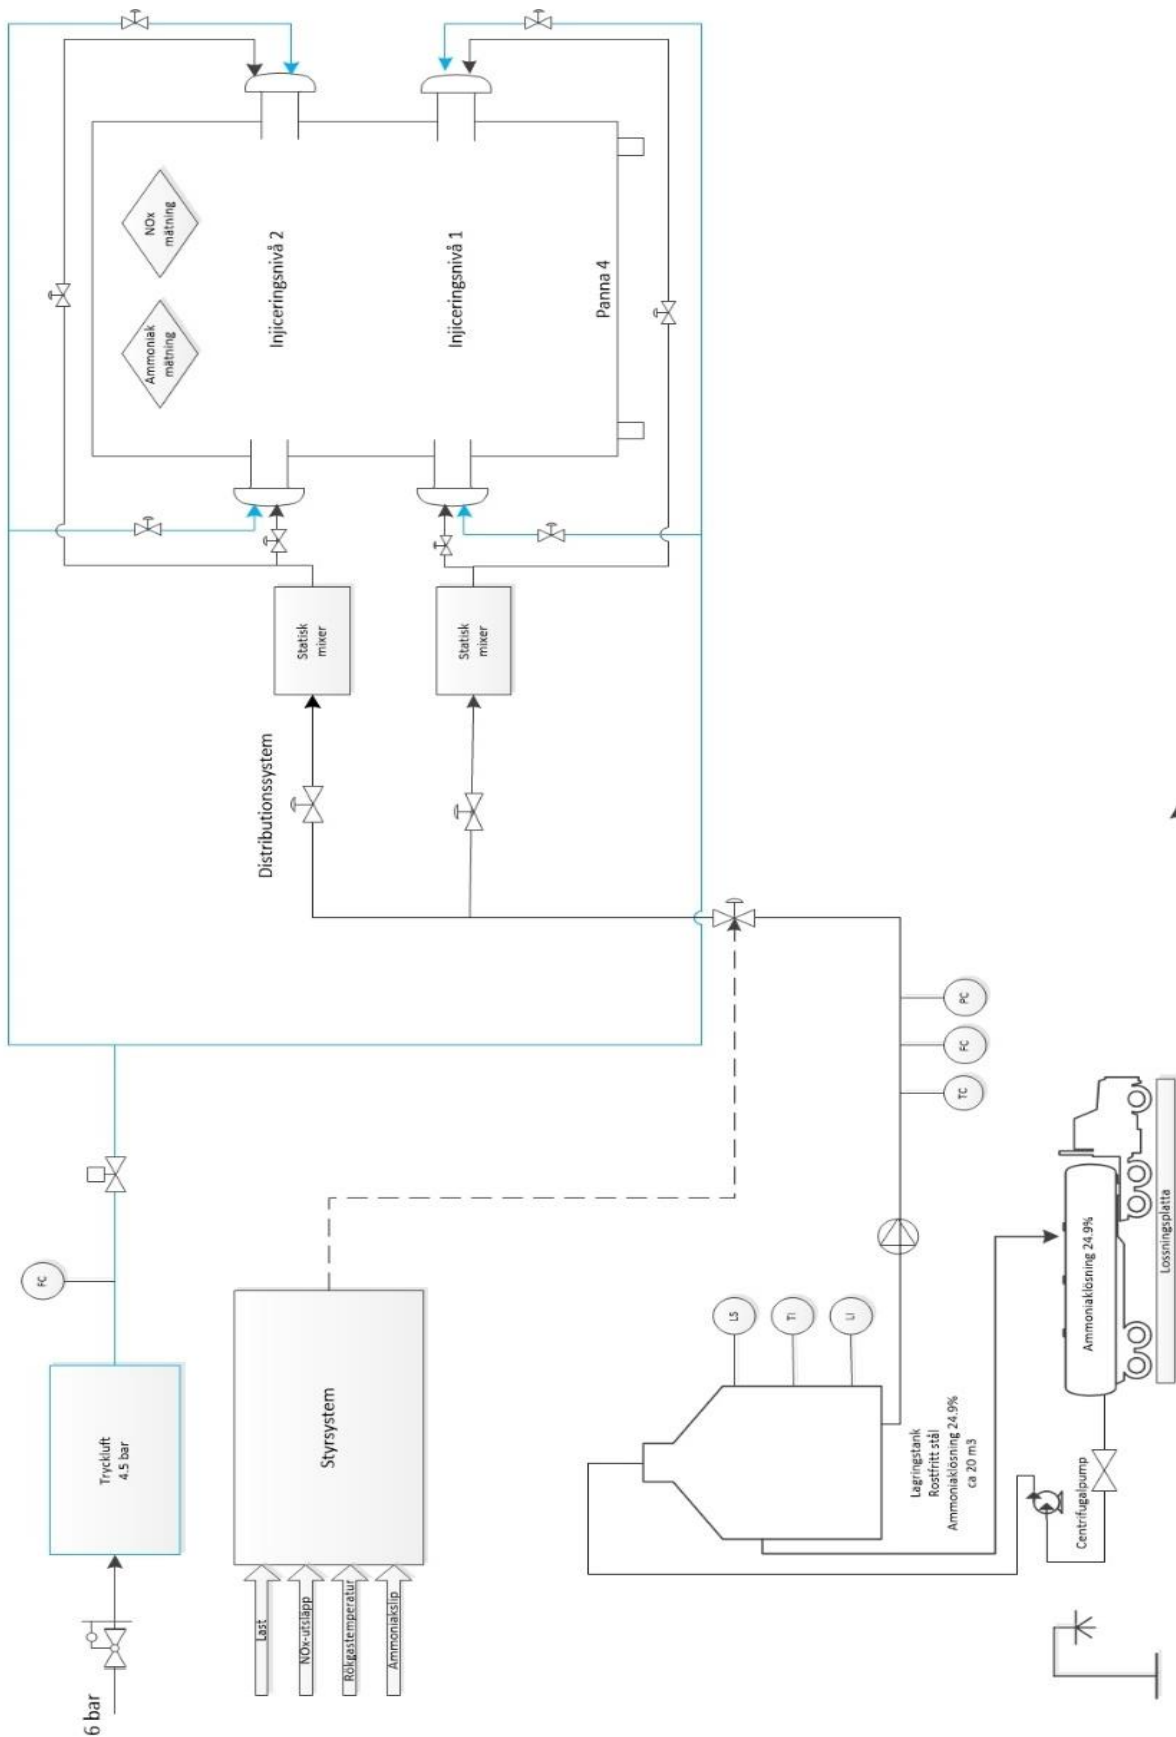 6 bar
Tryckluft
4.5 bar
FC
Last
NOx-utsläpp
Rökgastemperatur
Ammoniakslip
Styrsystem
Distributionssystem
Statisk
mixer
Statisk
mixer
Ammoniak
mätning
NOx
mätning
Injiceringsnivå 2
Injiceringsnivå 1
Panna 4
LS
TI
LI
TC
FC
PC
Lagringstank
Rostfritt stål
Ammoniaklösning 24.9%
ca 20 m3
Centrifugalpump
Ammoniaklösning 24.9%
Lossningsplatta